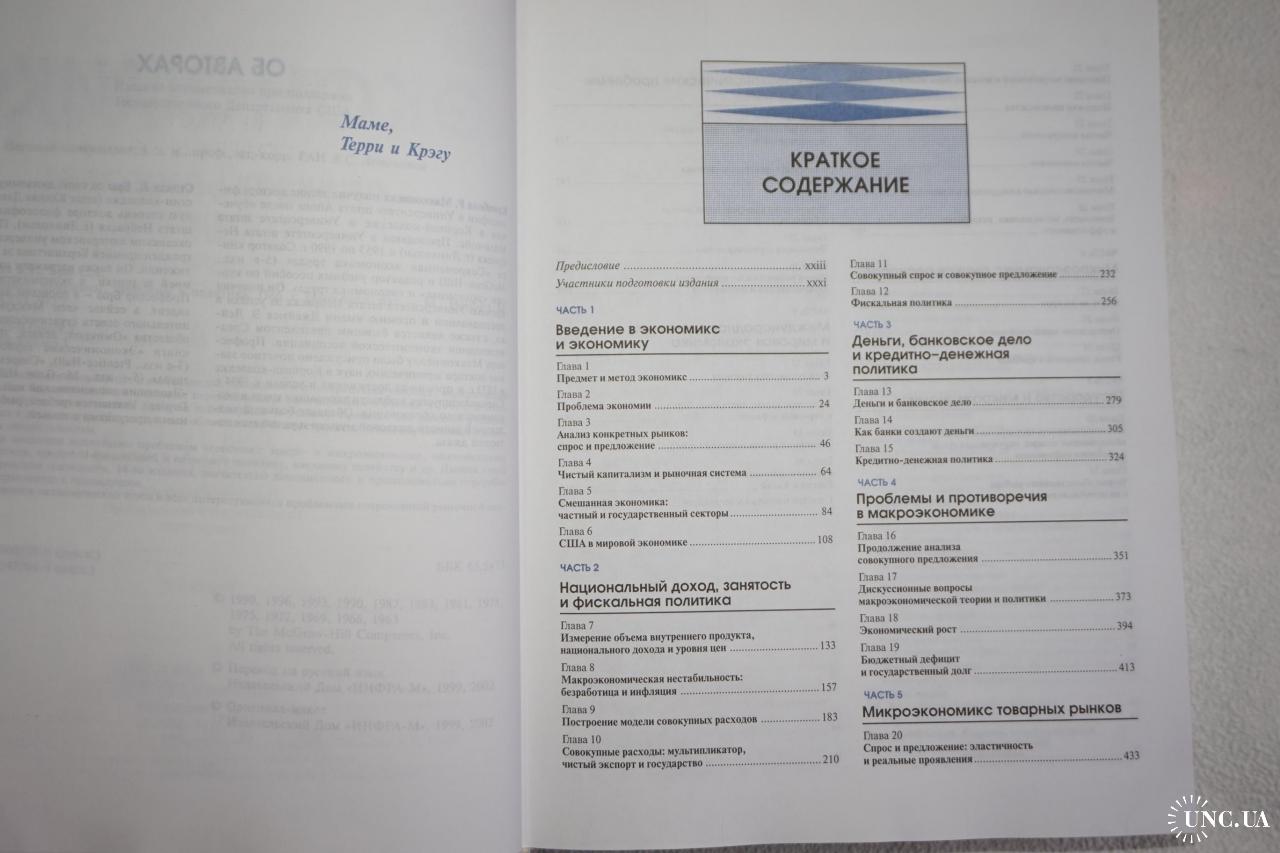 Маме,
Терри и Крэгу
КРАТКОЕ
СОДЕРЖАНИЕ
Предисловие ........ xxiii
Участники подготовки издания ........ xxxi
ЧАСТЬ 1
Введение в экономикс
и экономику
Глава 1
Предмет и метод экономикс ........ 3
Глава 2
Проблема экономии ........ 24
Глава 3
Анализ конкретных рынков:
спрос и предложение ........ 46
Глава 4
Чистый капитализм и рыночная система ........ 64
Глава 5
Смешанная экономика:
частный и государственный секторы ........ 84
Глава 6
США в мировой экономике ........ 108
ЧАСТЬ 2
Национальный доход, занятость
и фискальная политика
Глава 7
Измерение объема внутреннего продукта,
национального дохода и уровня цен ........ 133
Глава 8
Макроэкономическая нестабильность:
безработица и инфляция ........ 157
Глава 9
Построение модели совокупных расходов ........ 183
Глава 10
Совокупные расходы: мультипликатор,
чистый экспорт и государство ........ 210
Глава 11
Совокупный спрос и совокупное предложение ........ 232
Глава 12
Фискальная политика ........ 256
ЧАСТЬ 3
Деньги, банковское дело
и кредитно-денежная
политика
Глава 13
Деньги и банковское дело ........ 279
Глава 14
Как банки создают деньги ........ 305
Глава 15
Кредитно-денежная политика ........ 324
ЧАСТЬ 4
Проблемы и противоречия
в макроэкономике
Глава 16
Продолжение анализа
совокупного предложения ........ 351
Глава 17
Дискуссионные вопросы
макроэкономической теории и политики ........ 373
Глава 18
Экономический рост ........ 394
Глава 19
Бюджетный дефицит
и государственный долг ........ 413
ЧАСТЬ 5
Микроэкономикс товарных рынков
Глава 20
Спрос и предложение: эластичность
и реальные проявления ........ 433
UNC.UA